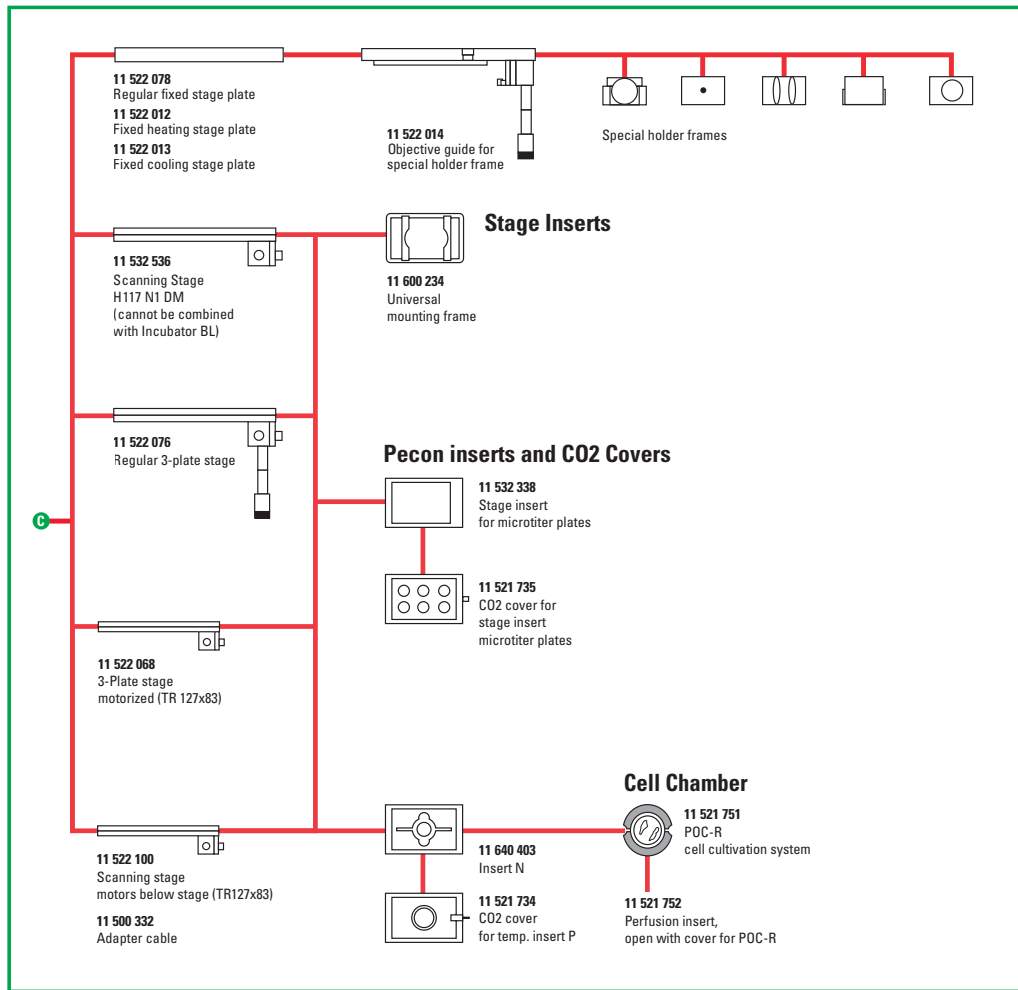 11 522 078
Regular fixed stage plate
11 522 012
Fixed heating stage plate
11 522 013
Fixed cooling stage plate
11 522 014
Objective guide for
special holder frame
Special holder frames
11 532 536
Scanning Stage
H117 N1 DM
(cannot be combined
with Incubator BL)
Stage Inserts
11 600 234
Universal
mounting frame
11 522 076
Regular 3-plate stage
Pecon inserts and CO2 Covers
11 532 338
Stage insert
for microtiter plates
C
11 521 735
CO2 cover for
stage insert
microtiter plates
11 522 068
3-Plate stage
motorized (TR 127x83)
11 522 100
Scanning stage
motors below stage (TR127x83)
11 500 332
Adapter cable
11 640 403
Insert N
11 521 734
CO2 cover
for temp. insert P
Cell Chamber
11 521 751
POC-R
cell cultivation system
11 521 752
Perfusion insert,
open with cover for POC-R